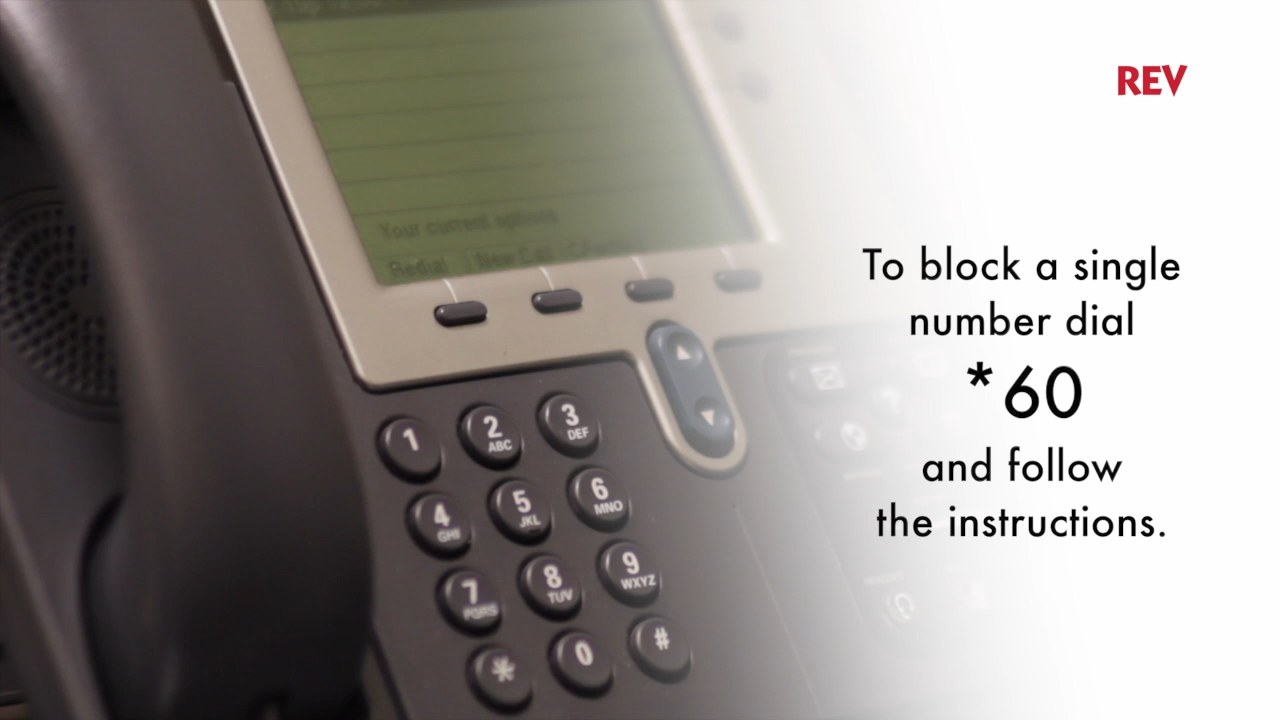 REV
To block a single
number dial
*60
and follow
the instructions.
Your current options
Redial New Call
1
2 ABC
3 DEF
4 GHI
5 JKL
6 MNO
7 PQRS
8 TUV
9 WXYZ
*
0
#